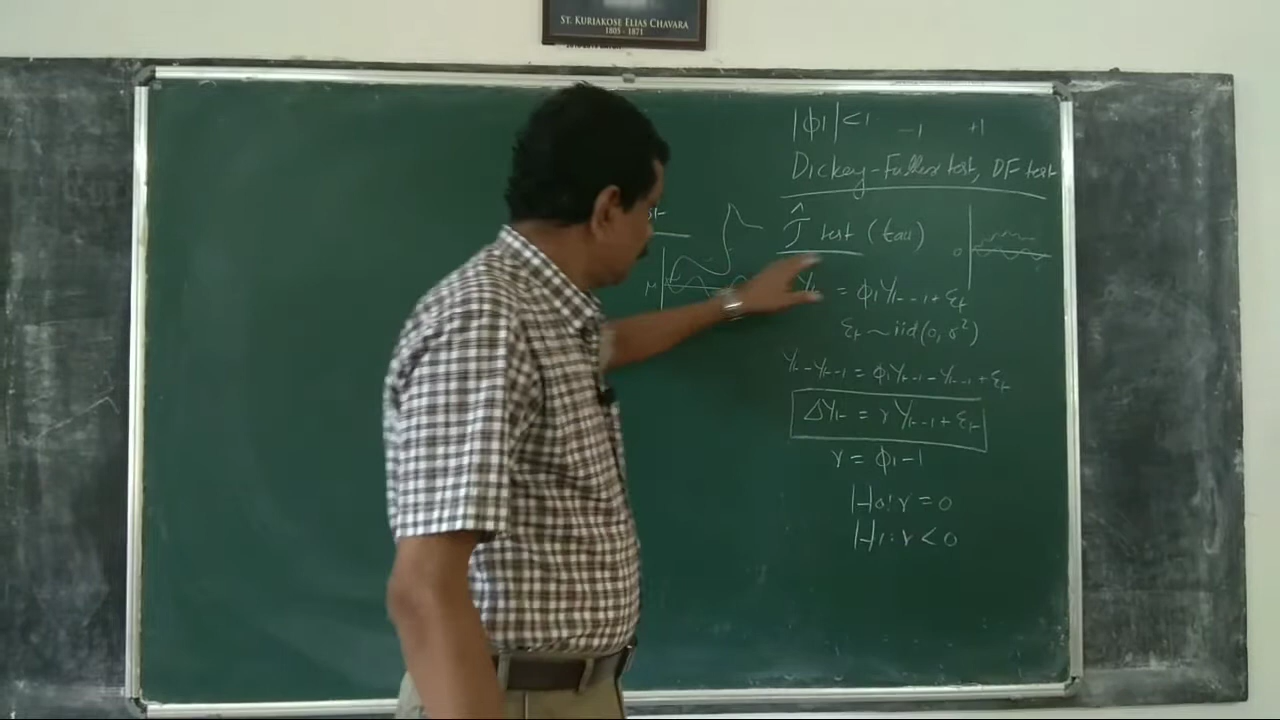 ST. KURIAKOSE ELIAS CHAVARA
1805 - 1871
|ϕ1| < 1 -1 +1
Dickey-Fuller test, DF test
τ̂ test (tau)
0
μ
Yt = ϕ1Yt-1 + εt
εt ~ iid(0, σ²)
Yt - Yt-1 = ϕ1Yt-1 - Yt-1 + εt
ΔYt = γYt-1 + εt
γ = ϕ1 - 1
H0: γ = 0
H1: γ < 0